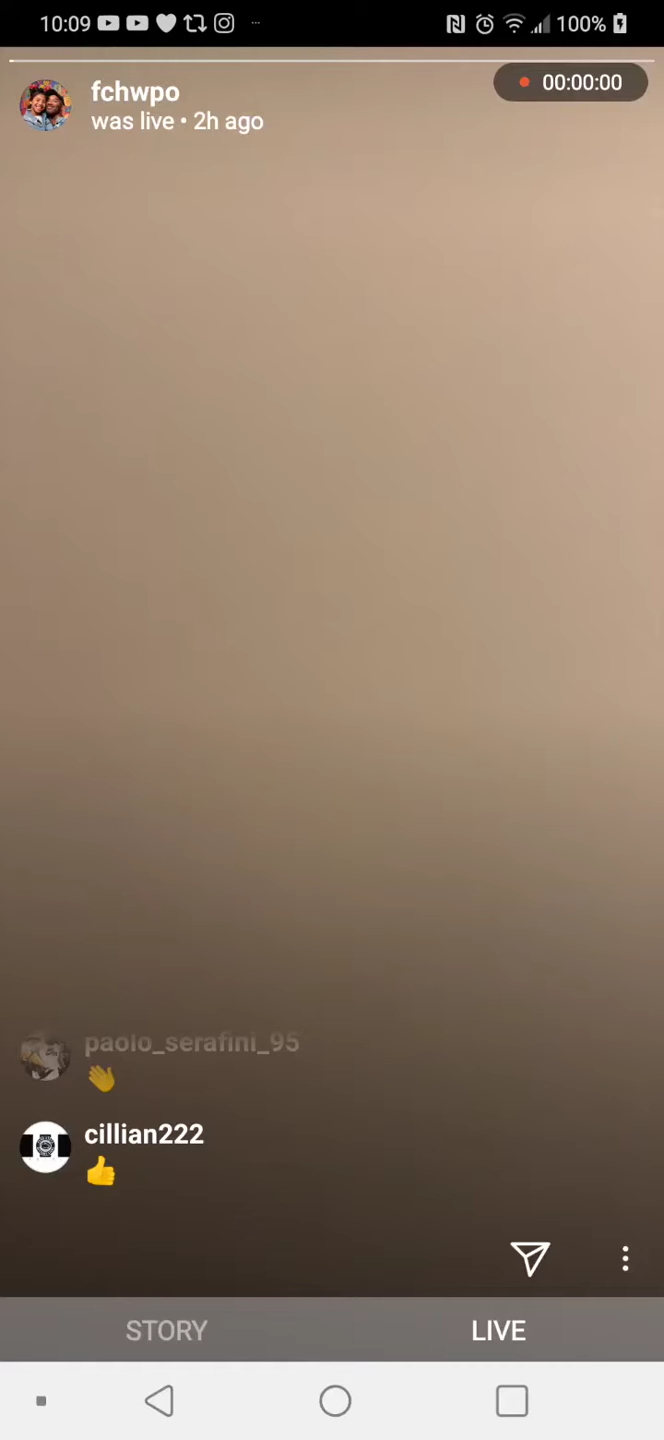 10:09
100%
fchwpo
was live • 2h ago
00:00:00
paolo_serafini_95
👋
cillian222
👍
STORY
LIVE